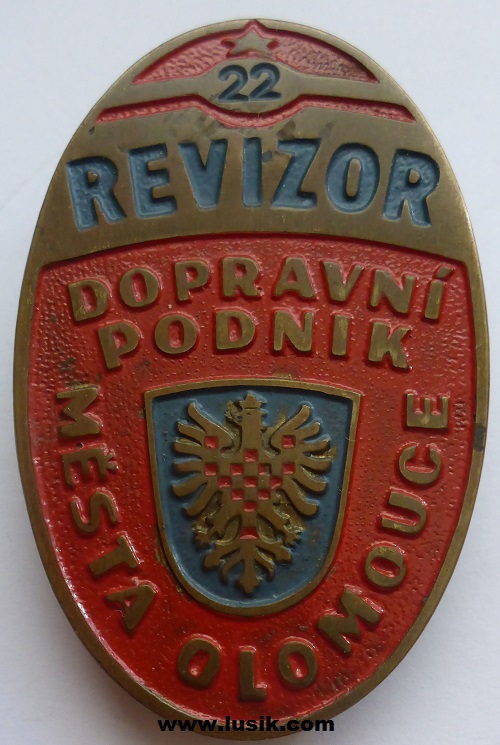 22
REVIZOR
DOPRAVNÍ
PODNIK
MĚSTA OLOMOUCE
www.lusik.com